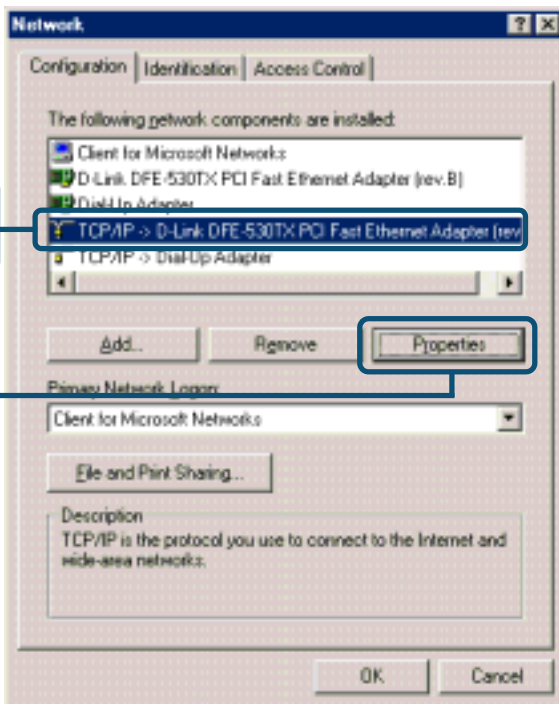 Network
Configuration Identification Access Control
The following network components are installed:
Client for Microsoft Networks
D-Link DFE-530TX PCI Fast Ethernet Adapter (rev.B)
Dial-Up Adapter
TCP/IP -> D-Link DFE-530TX PCI Fast Ethernet Adapter (rev
TCP/IP -> Dial-Up Adapter
Add... Remove Properties
Primary Network Logon:
Client for Microsoft Networks
File and Print Sharing...
Description
TCP/IP is the protocol you use to connect to the Internet and
wide-area networks.
OK Cancel